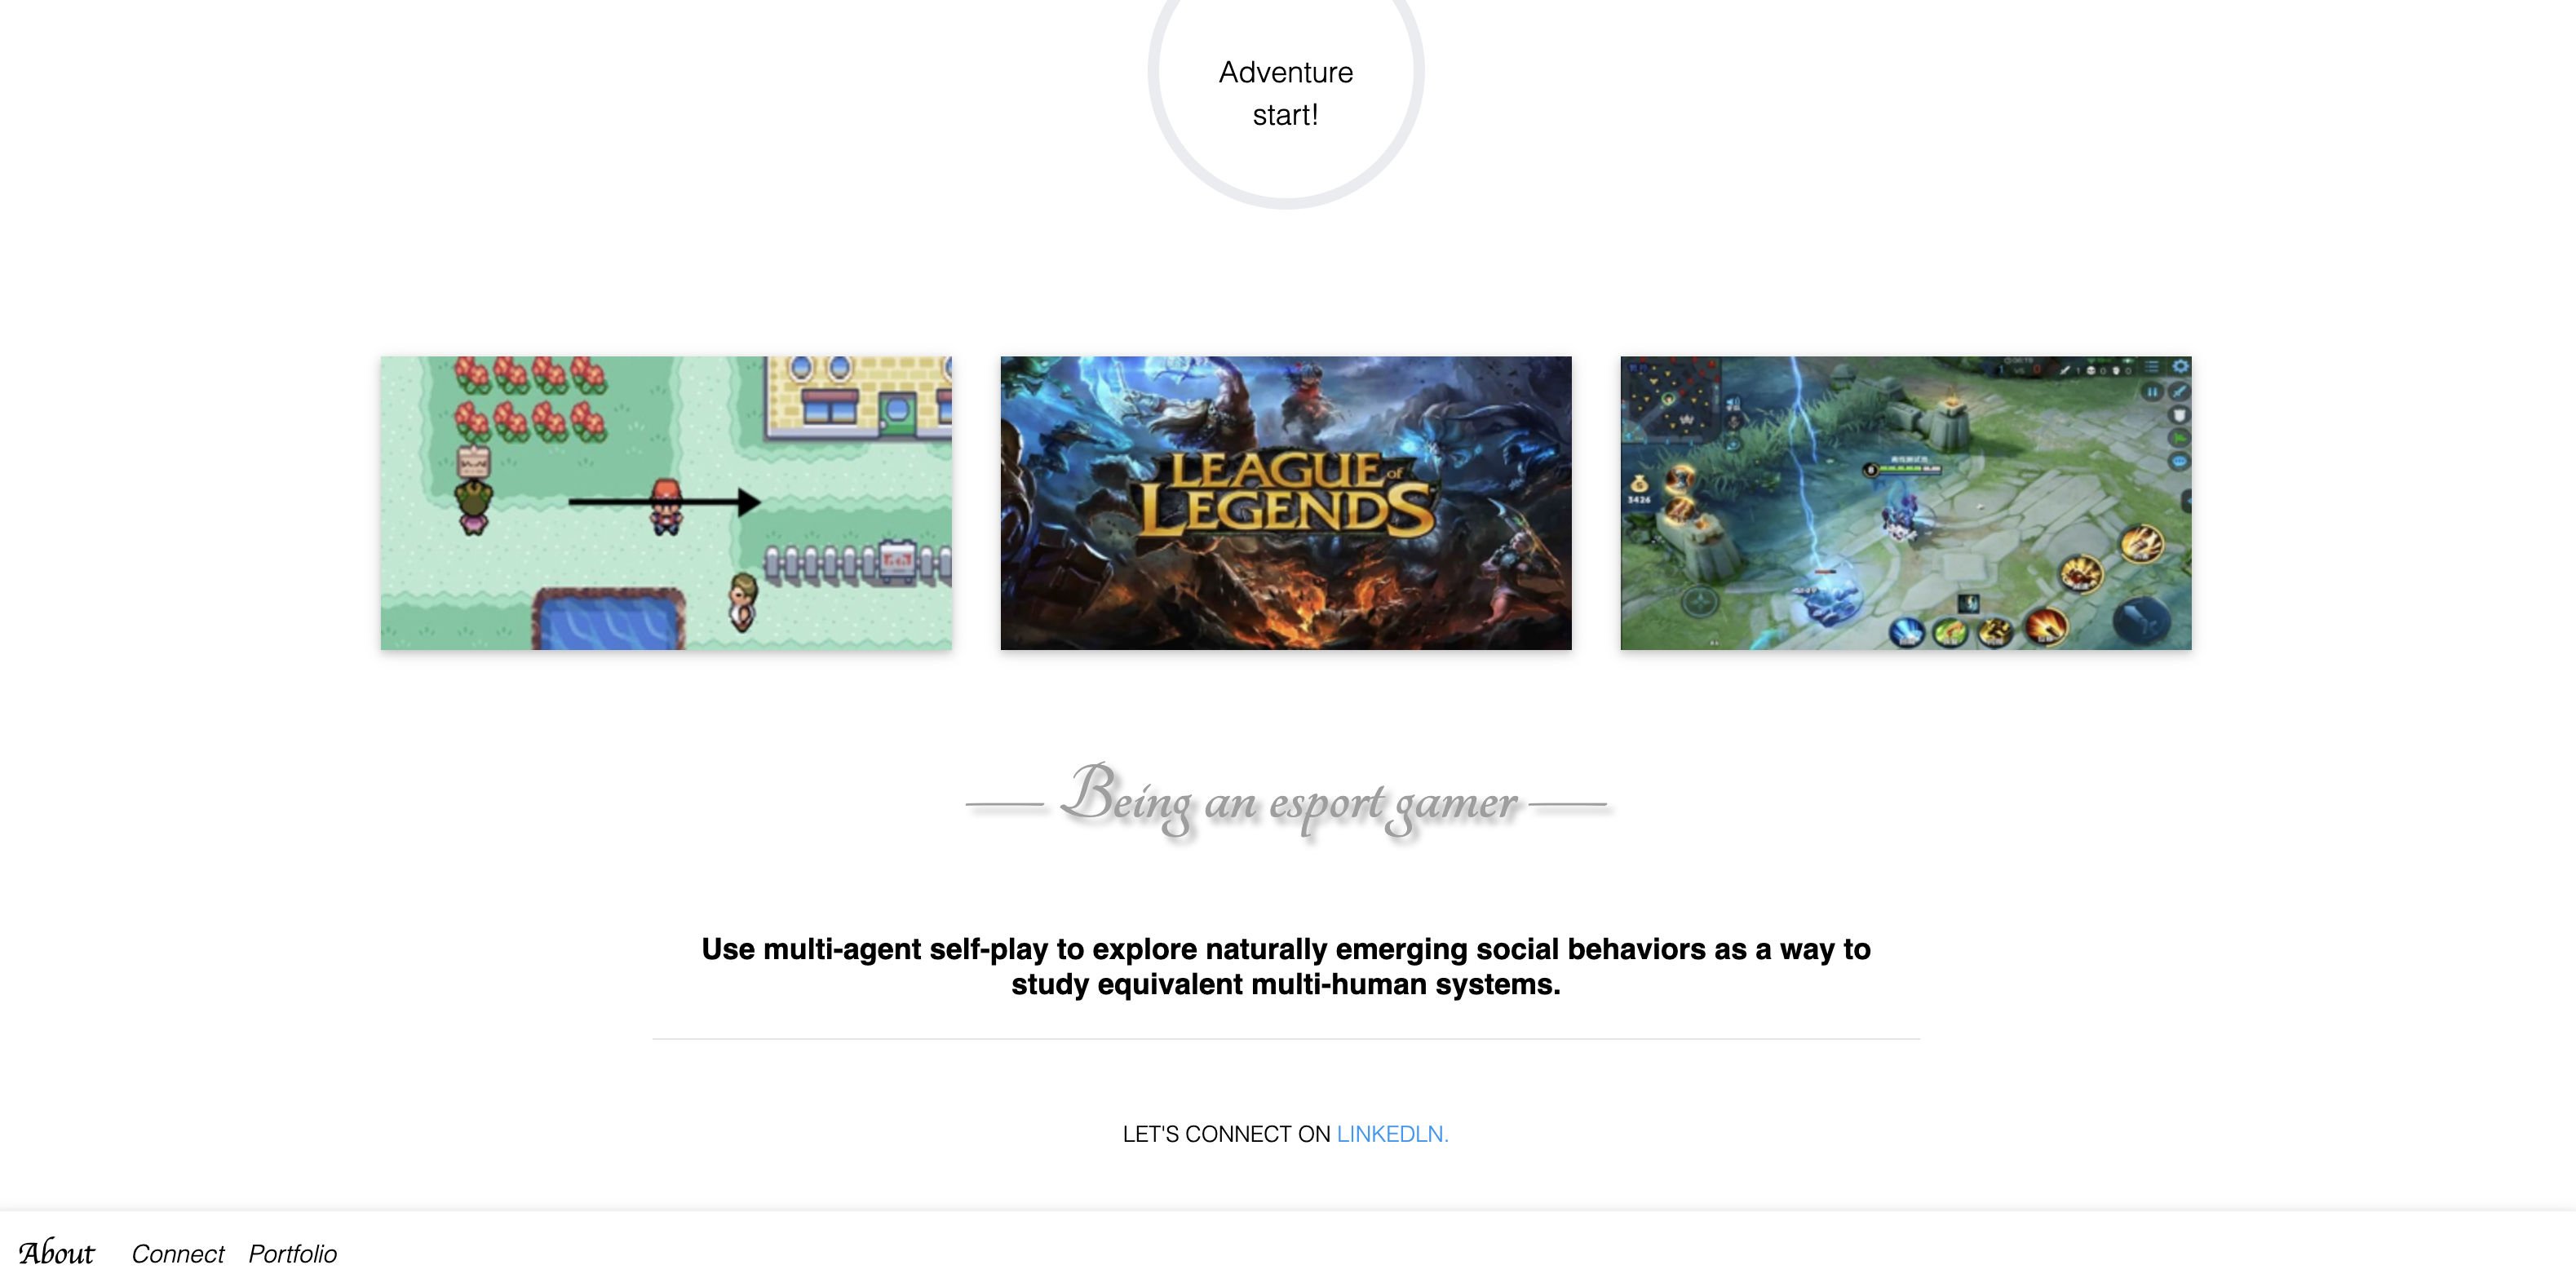 Adventure
start!
LEAGUE OF
LEGENDS
3426
Being an esport gamer
Use multi-agent self-play to explore naturally emerging social behaviors as a way to
study equivalent multi-human systems.
LET'S CONNECT ON LINKEDLN.
About Connect Portfolio